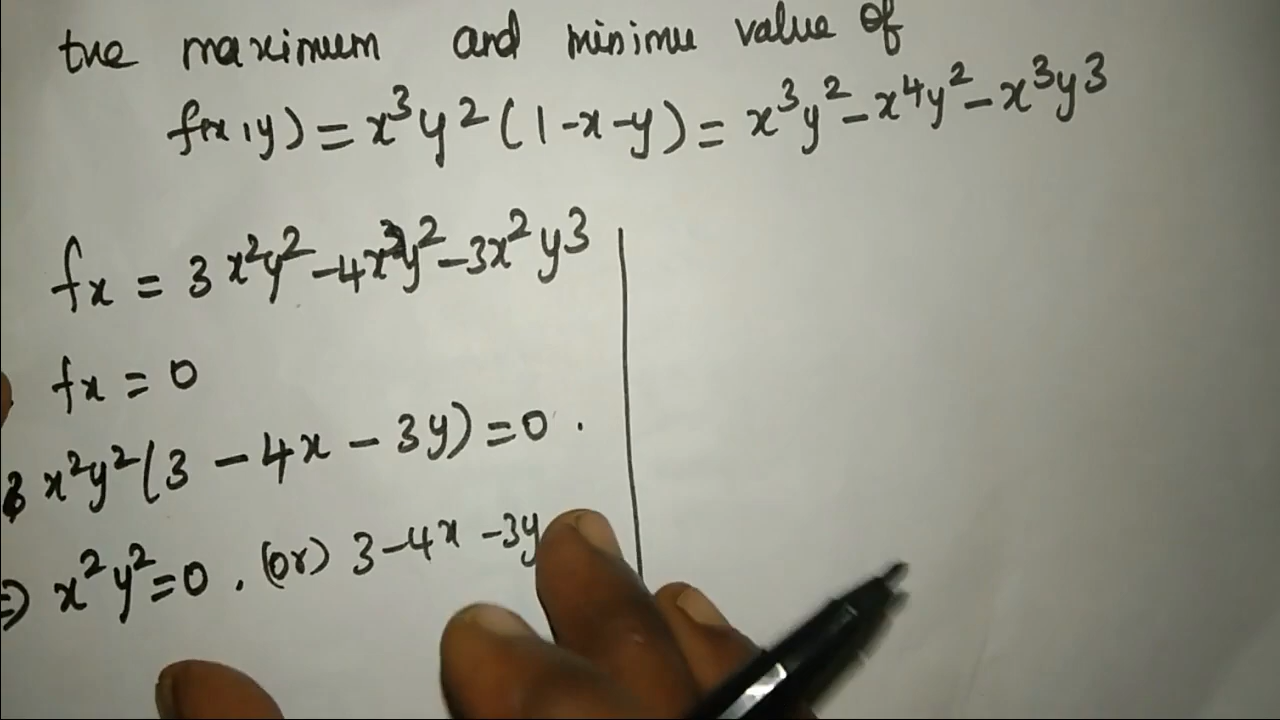 the maximum and minimu value of
f(x,y) = x³y²(1-x-y) = x³y² - x⁴y² - x³y³
fx = 3x²y² - 4x³y² - 3x²y³
fx = 0
x²y²(3 - 4x - 3y) = 0.
⇒ x²y² = 0. (or) 3 - 4x - 3y